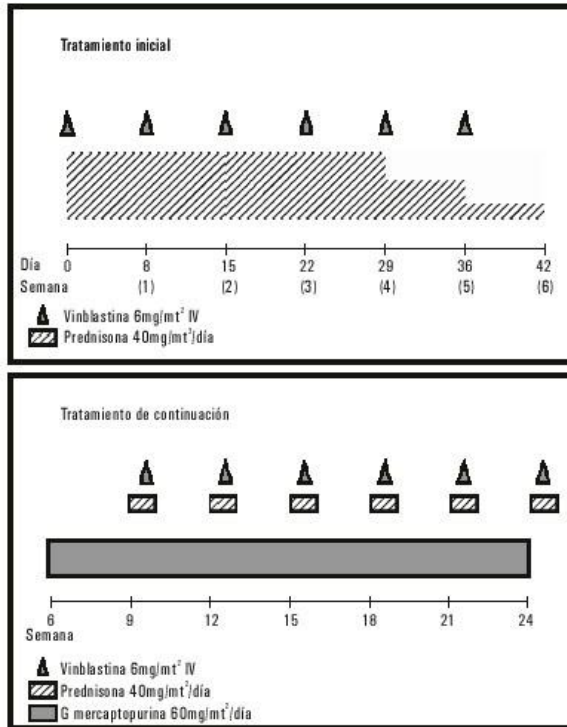 Tratamiento inicial
Día 0 8 15 22 29 36 42
Semana (1) (2) (3) (4) (5) (6)
Vinblastina 6mg/mt² IV
Prednisona 40mg/mt²/día
Tratamiento de continuación
6 9 12 15 18 21 24
Semana
Vinblastina 6mg/mt² IV
Prednisona 40mg/mt²/día
G mercaptopurina 60mg/mt²/día